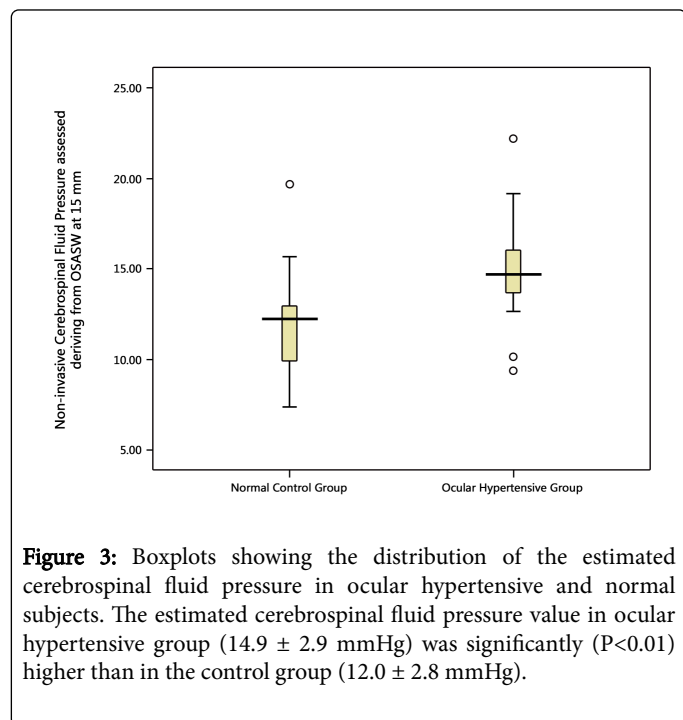 Non-invasive Cerebrospinal Fluid Pressure assessed
deriving from OSASW at 15 mm
25.00
20.00
15.00
10.00
5.00
Normal Control Group
Ocular Hypertensive Group
Figure 3: Boxplots showing the distribution of the estimated
cerebrospinal fluid pressure in ocular hypertensive and normal
subjects. The estimated cerebrospinal fluid pressure value in ocular
hypertensive group (14.9 ± 2.9 mmHg) was significantly (P<0.01)
higher than in the control group (12.0 ± 2.8 mmHg).